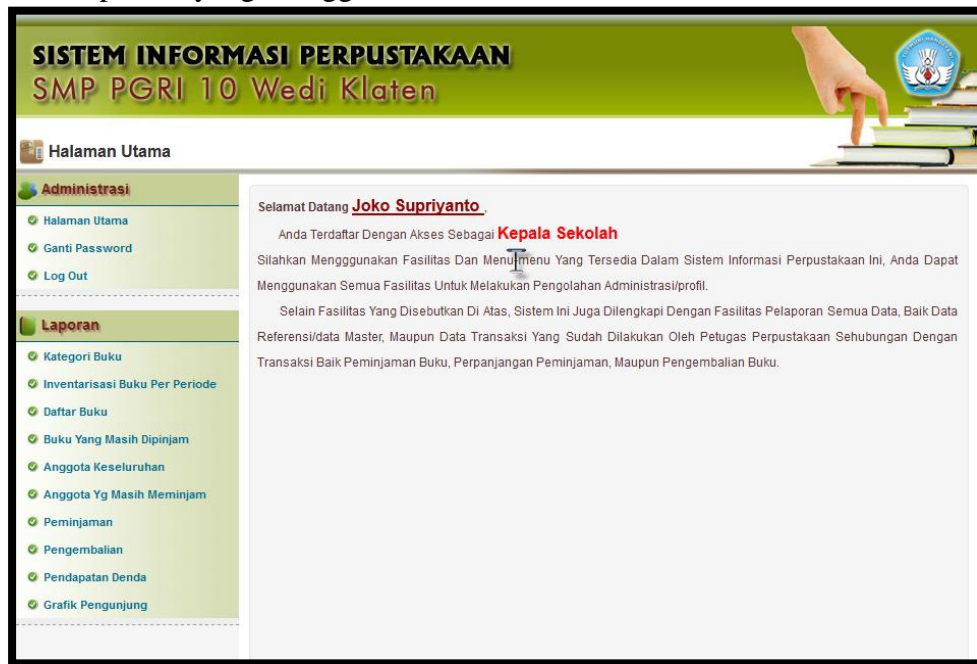 SISTEM INFORMASI PERPUSTAKAAN
SMP PGRI 10 Wedi Klaten
Halaman Utama
Administrasi
Halaman Utama
Ganti Password
Log Out
Laporan
Kategori Buku
Inventarisasi Buku Per Periode
Daftar Buku
Buku Yang Masih Dipinjam
Anggota Keseluruhan
Anggota Yg Masih Meminjam
Peminjaman
Pengembalian
Pendapatan Denda
Grafik Pengunjung
Selamat Datang Joko Supriyanto ,
Anda Terdaftar Dengan Akses Sebagai Kepala Sekolah
Silahkan Mengggunakan Fasilitas Dan Menu-menu Yang Tersedia Dalam Sistem Informasi Perpustakaan Ini, Anda Dapat
Menggunakan Semua Fasilitas Untuk Melakukan Pengolahan Administrasi/profil.
Selain Fasilitas Yang Disebutkan Di Atas, Sistem Ini Juga Dilengkapi Dengan Fasilitas Pelaporan Semua Data, Baik Data
Referensi/data Master, Maupun Data Transaksi Yang Sudah Dilakukan Oleh Petugas Perpustakaan Sehubungan Dengan
Transaksi Baik Peminjaman Buku, Perpanjangan Peminjaman, Maupun Pengembalian Buku.